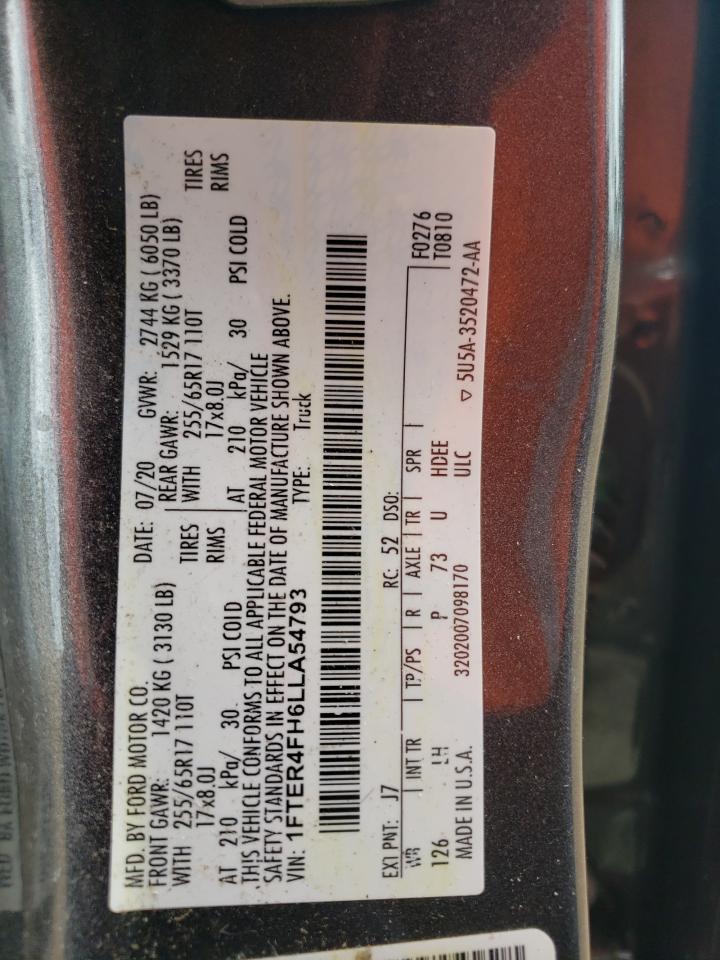 MFD. BY FORD MOTOR CO.
DATE: 07/20 GVWR: 2744 KG ( 6050 LB)
FRONT GAWR: 1420 KG ( 3130 LB)
REAR GAWR: 1529 KG ( 3370 LB)
WITH 255/65R17 110T TIRES
WITH 255/65R17 110T TIRES
17x8.0J RIMS
17x8.0J RIMS
AT 210 kPa/ 30 PSI COLD
AT 210 kPa/ 30 PSI COLD
THIS VEHICLE CONFORMS TO ALL APPLICABLE FEDERAL MOTOR VEHICLE
SAFETY STANDARDS IN EFFECT ON THE DATE OF MANUFACTURE SHOWN ABOVE.
VIN: 1FTER4FH6LLA54793 TYPE: Truck
EXT PNT: J7 RC: 52 DSO:
WB INT TR TP/PS R AXLE TR SPR F0276
126 LH P 73 U HDEE T0810
ULC
MADE IN U.S.A. 3202007098170 ▽ 5U5A-3520472-AA